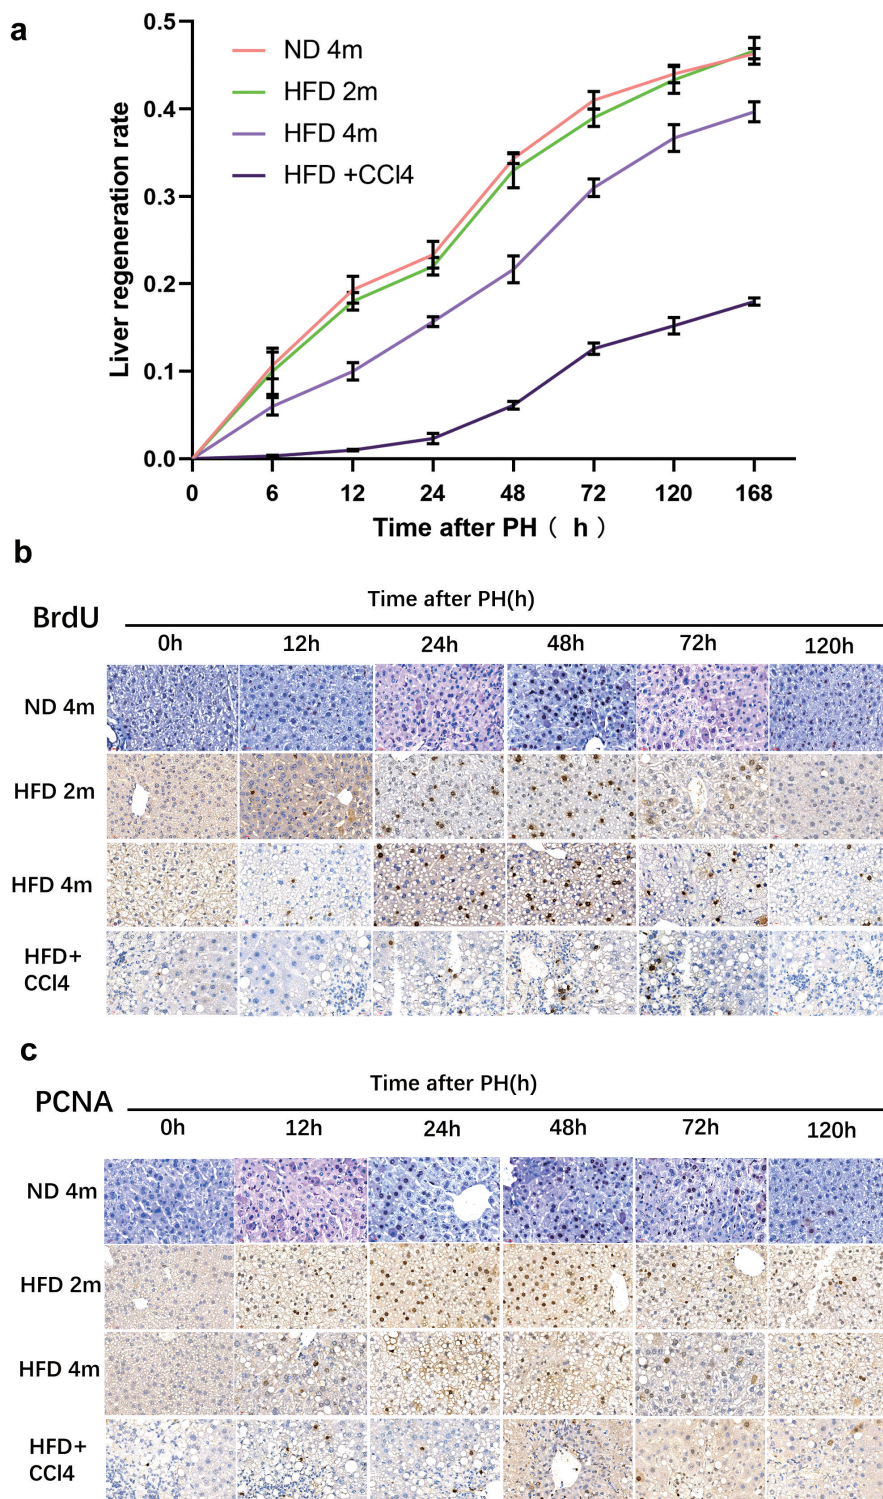 a
0.5
0.4
0.3
0.2
0.1
0.0
Liver regeneration rate
ND 4m
HFD 2m
HFD 4m
HFD +CCl4
0 6 12 24 48 72 120 168
Time after PH（ h ）
b
BrdU
Time after PH(h)
0h 12h 24h 48h 72h 120h
ND 4m
HFD 2m
HFD 4m
HFD+
CCl4
c
PCNA
Time after PH(h)
0h 12h 24h 48h 72h 120h
ND 4m
HFD 2m
HFD 4m
HFD+
CCl4